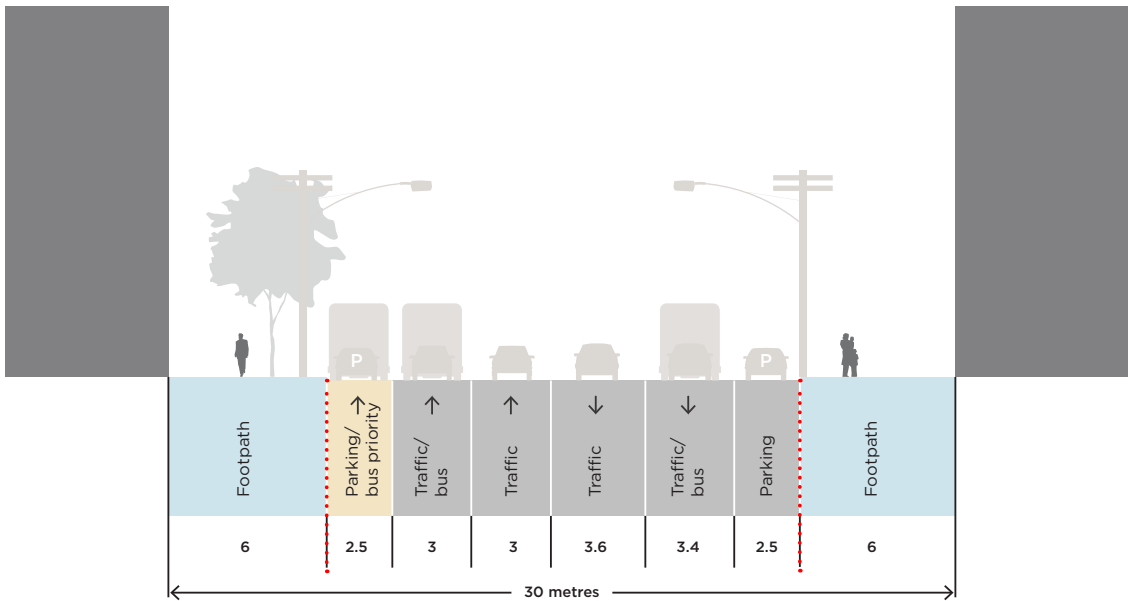 P
P
Footpath
Parking/
bus priority
Traffic/
bus
Traffic
Traffic
Traffic/
bus
Parking
Footpath
6
2.5
3
3
3.6
3.4
2.5
6
30 metres